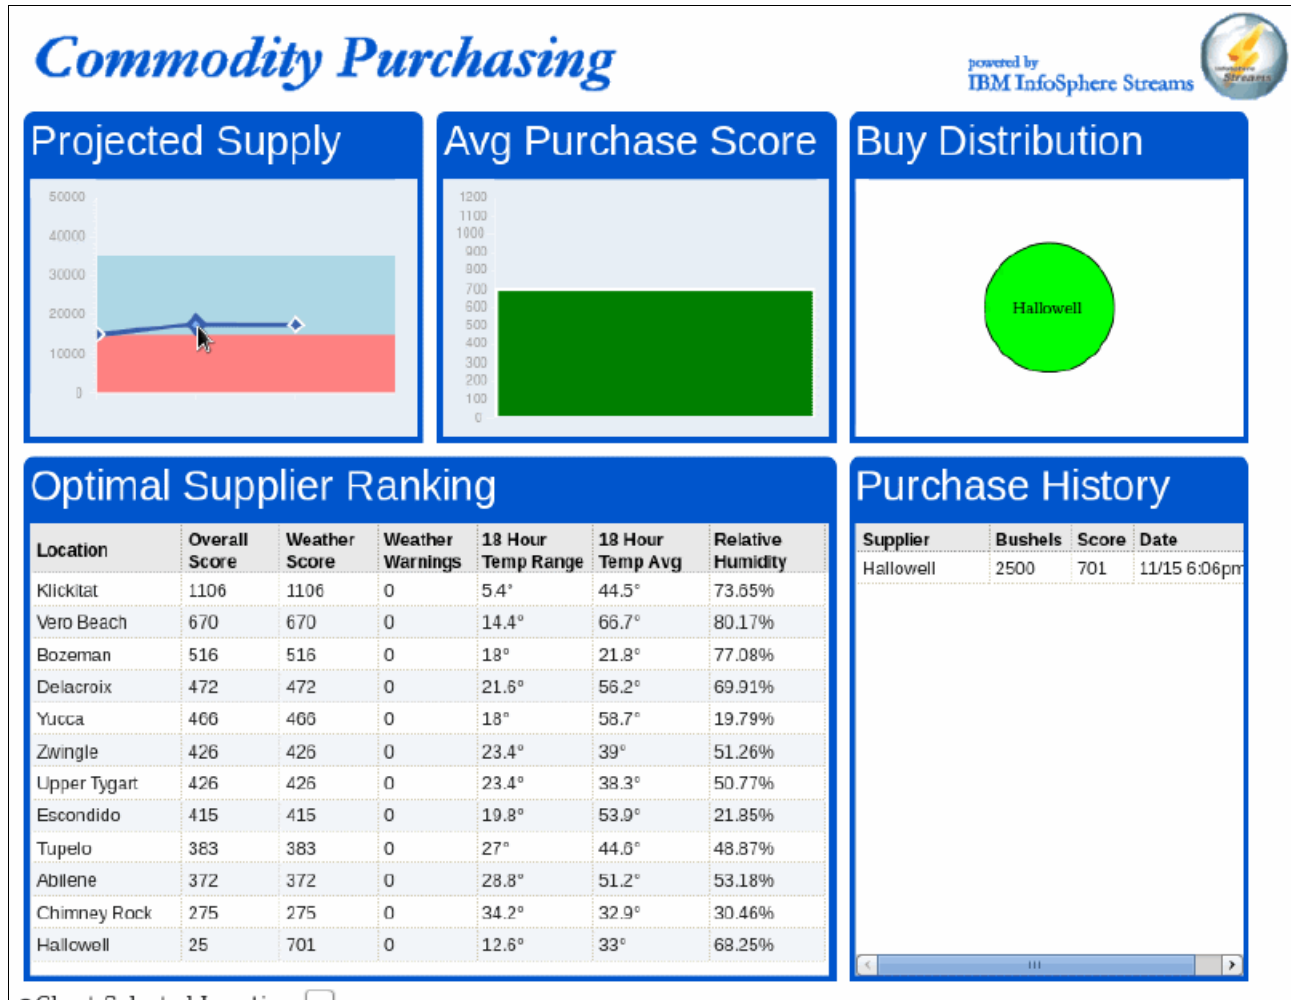 Commodity Purchasing
powered by
IBM InfoSphere Streams
Streams
Projected Supply
50000
40000
30000
20000
10000
0
Avg Purchase Score
1200
1100
1000
900
800
700
600
500
400
300
200
100
0
Buy Distribution
Hallowell
Optimal Supplier Ranking
Location Overall Score Weather Score Weather Warnings 18 Hour Temp Range 18 Hour Temp Avg Relative Humidity
Klickitat 1106 1106 0 5.4° 44.5° 73.65%
Vero Beach 670 670 0 14.4° 66.7° 80.17%
Bozeman 516 516 0 18° 21.8° 77.08%
Delacroix 472 472 0 21.6° 56.2° 69.91%
Yucca 466 466 0 18° 58.7° 19.79%
Zwingle 426 426 0 23.4° 39° 51.26%
Upper Tygart 426 426 0 23.4° 38.3° 50.77%
Escondido 415 415 0 19.8° 53.9° 21.85%
Tupelo 383 383 0 27° 44.6° 48.87%
Abilene 372 372 0 28.8° 51.2° 53.18%
Chimney Rock 275 275 0 34.2° 32.9° 30.46%
Hallowell 25 701 0 12.6° 33° 68.25%
Purchase History
Supplier Bushels Score Date
Hallowell 2500 701 11/15 6:06pm